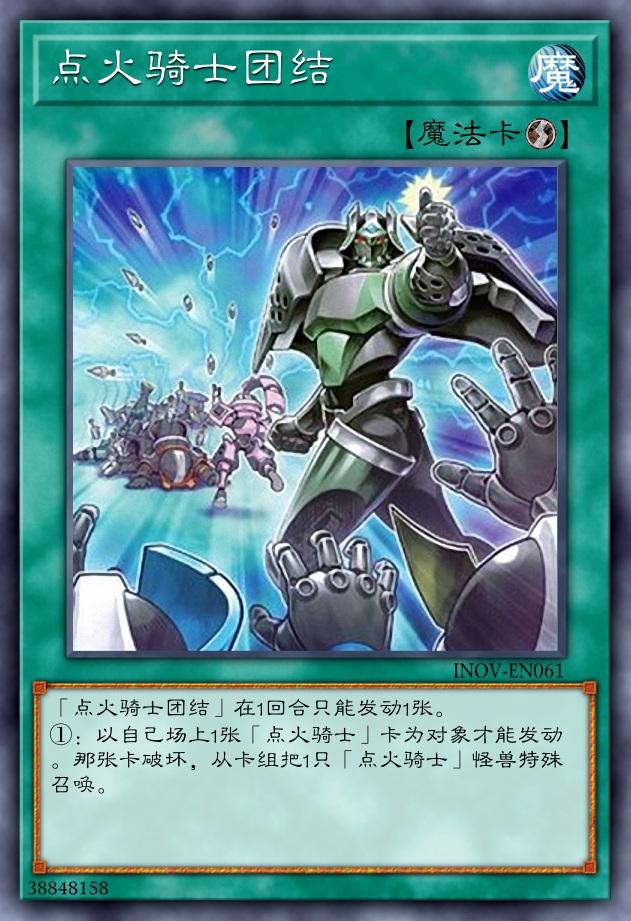 点火骑士团结
魔
【魔法卡】
INOV-EN061
「点火骑士团结」在1回合只能发动1张。
①：以自己场上1张「点火骑士」卡为对象才能发动
。那张卡破坏，从卡组把1只「点火骑士」怪兽特殊
召唤。
38848158